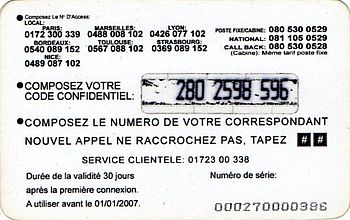 Composez Le N° D'Access:
LOCAL:
PARIS: MARSEILLES: LYON: POSTE FIXE/CABINE: 080 530 0529
0172 300 339 0488 008 102 0426 077 102 NATIONAL: 081 105 0529
BORDEAUX: TOULOUSE: STRASBOURG: CALL BACK: 080 530 0528
0540 089 152 0567 088 102 0369 089 152 (Cabine) Même tarif poste fixe
NICE:
0489 087 102
COMPOSEZ VOTRE
CODE CONFIDENTIEL: 280 2598 596
COMPOSEZ LE NUMERO DE VOTRE CORRESPONDANT
NOUVEL APPEL NE RACCROCHEZ PAS, TAPEZ # #
SERVICE CLIENTELE: 01723 00 338
Durée de la validité 30 jours Numéro de série:
après la première connexion.
A utiliser avant 01/01/2007. 000270000386